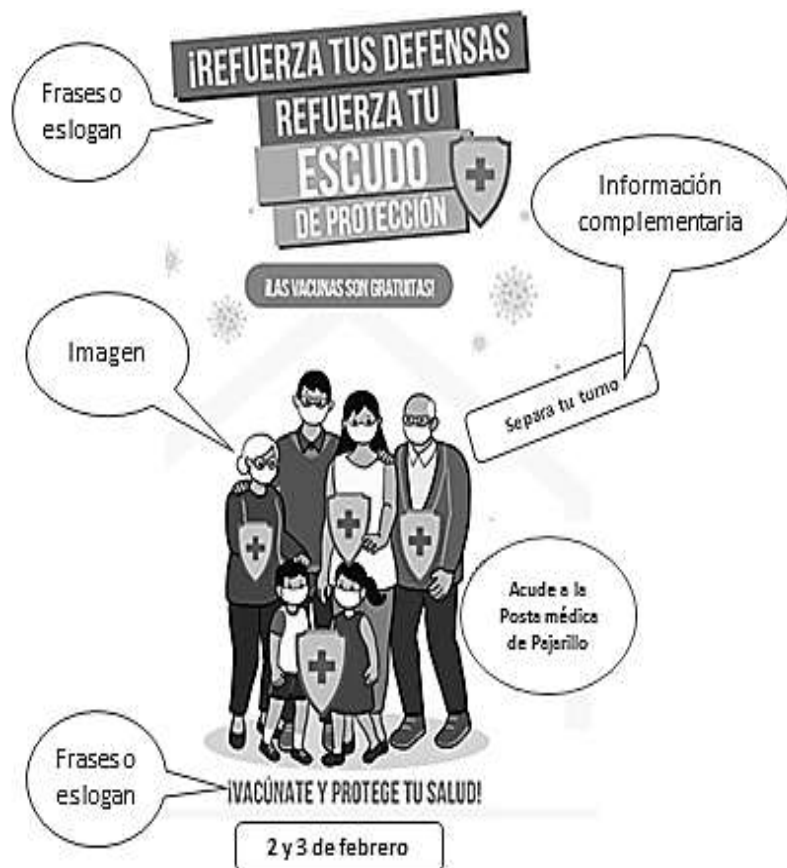 ¡REFUERZA TUS DEFENSAS
REFUERZA TU
ESCUDO
DE PROTECCIÓN
Frases o
eslogan
Información
complementaria
¡LAS VACUNAS SON GRATUITAS!
Imagen
Separa tu turno
Acude a la
Posta médica
de Pajarillo
Frases o
eslogan
¡VACÚNATE Y PROTEGE TU SALUD!
2 y 3 de febrero